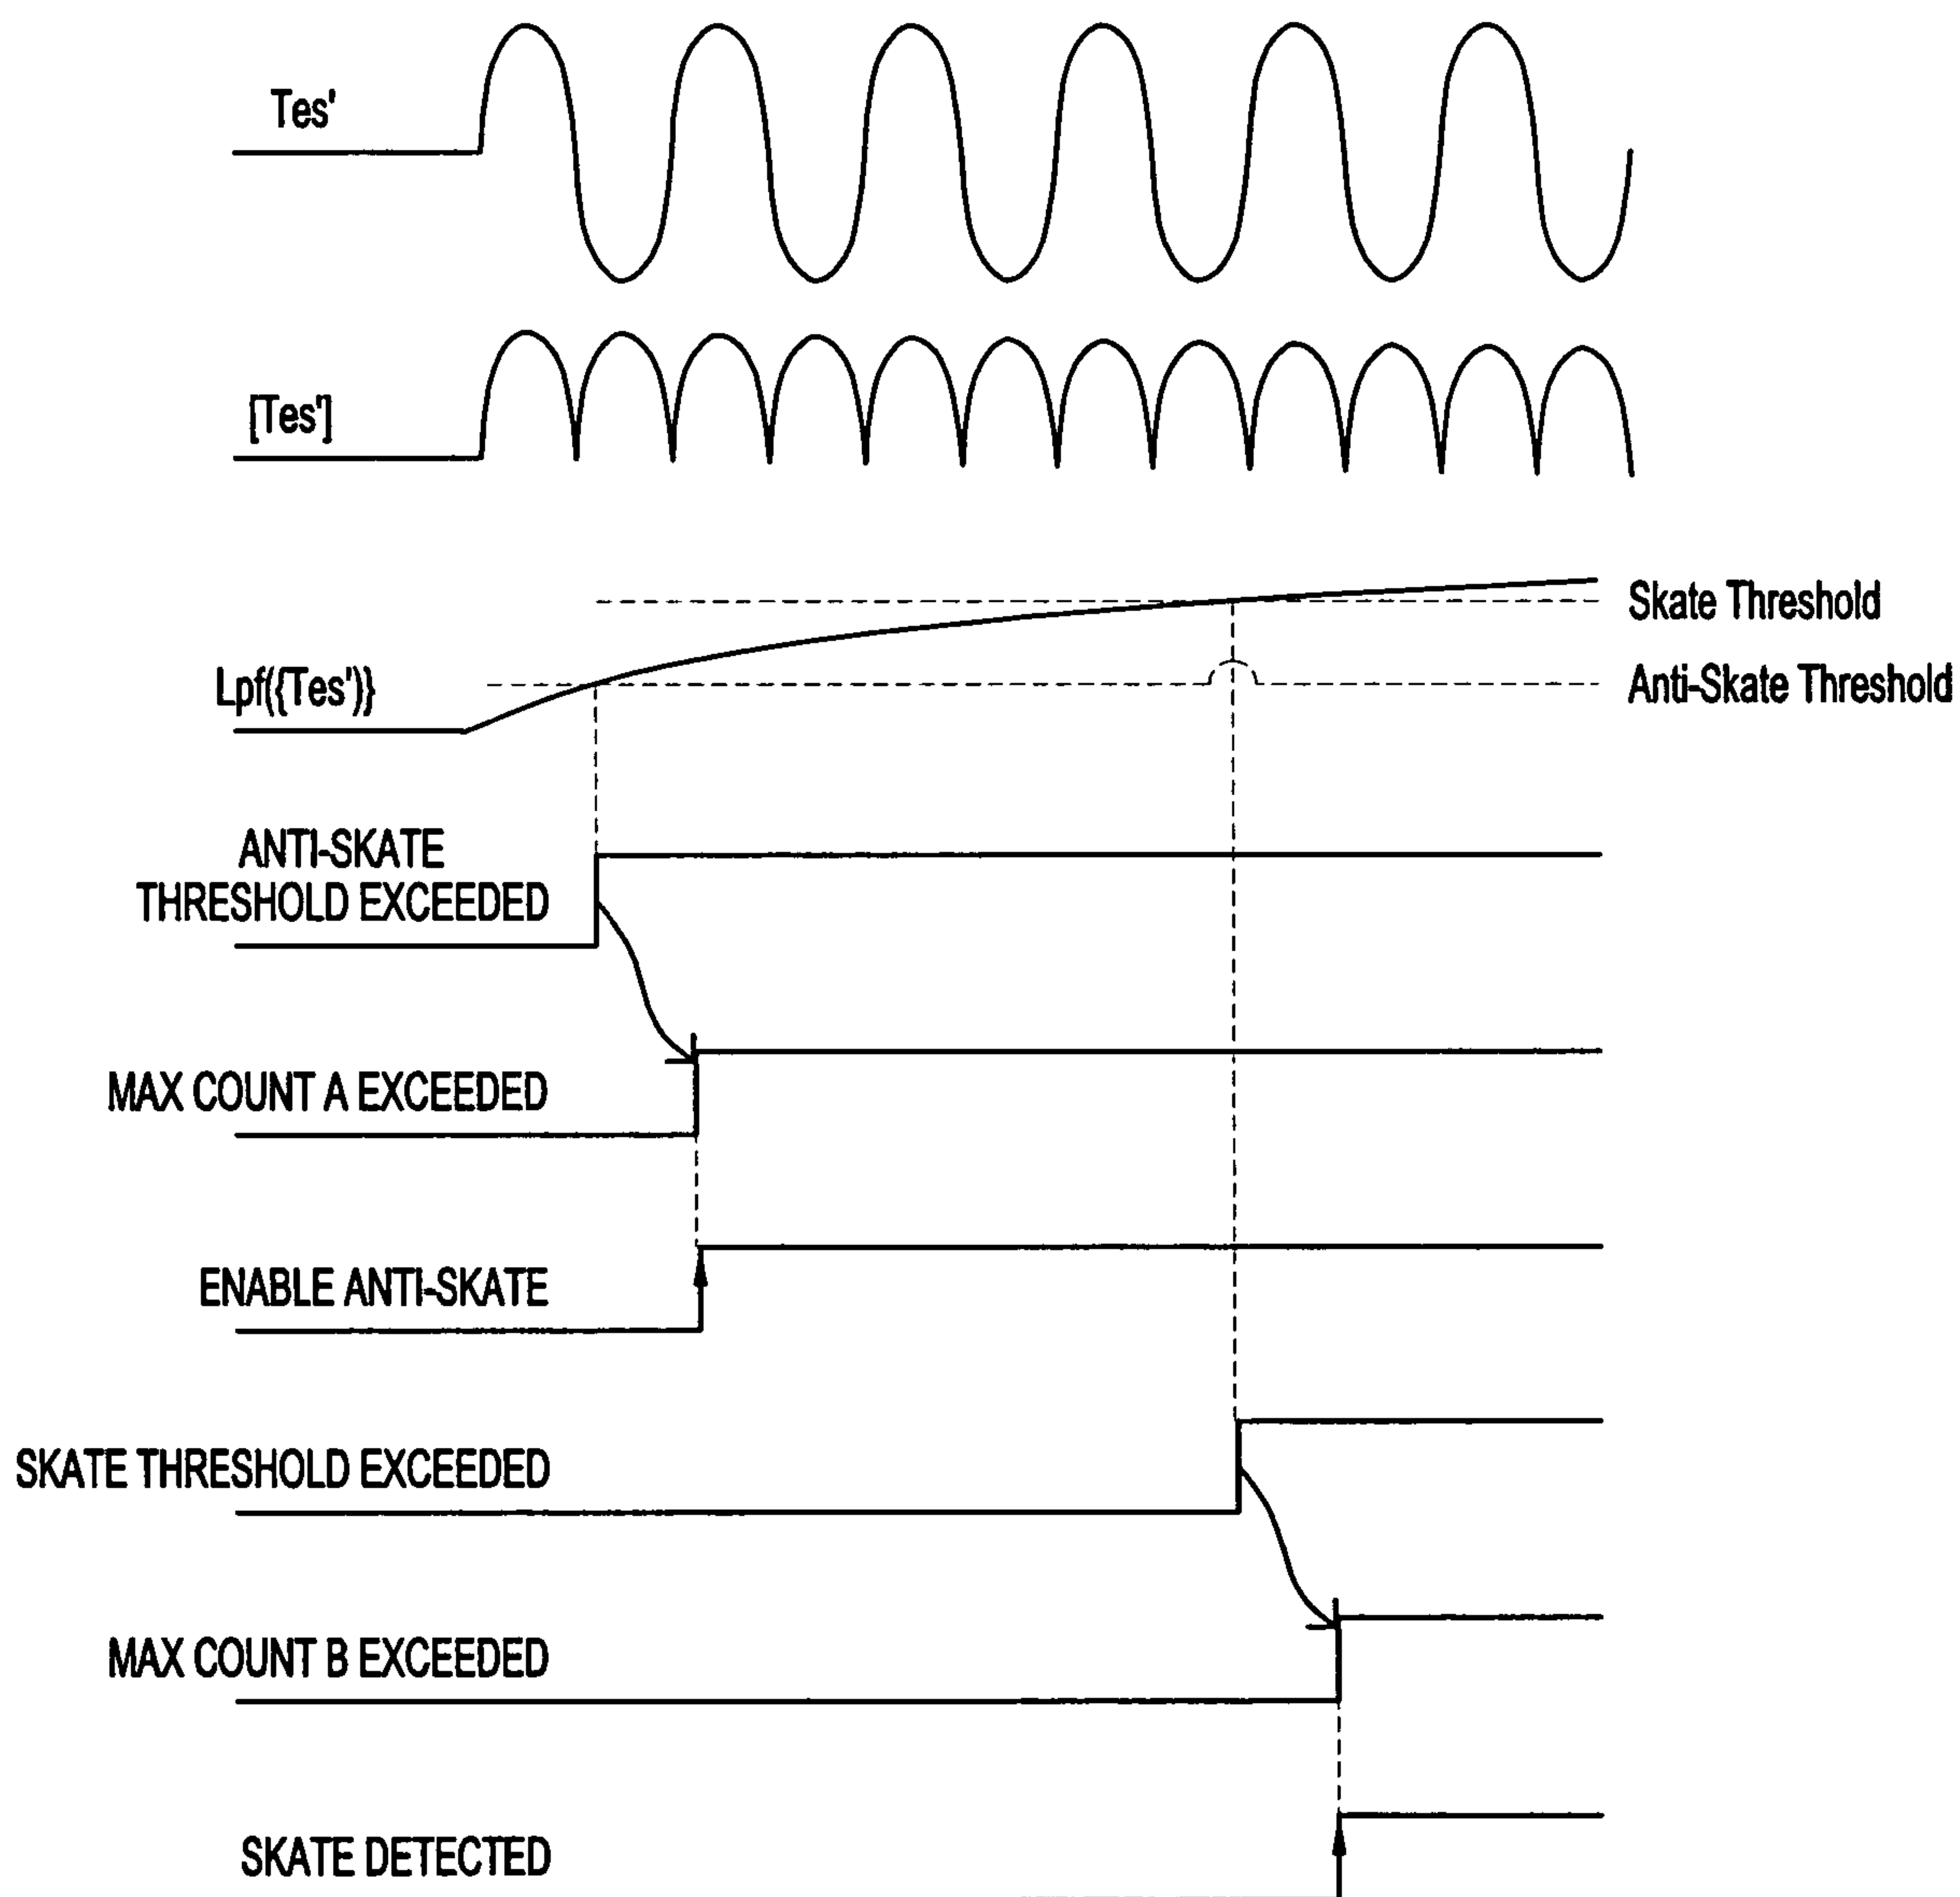 Tes'
[Tes']
Skate Threshold
Lpf({Tes')}
Anti-Skate Threshold
ANTI-SKATE
THRESHOLD EXCEEDED
MAX COUNT A EXCEEDED
ENABLE ANTI-SKATE
SKATE THRESHOLD EXCEEDED
MAX COUNT B EXCEEDED
SKATE DETECTED